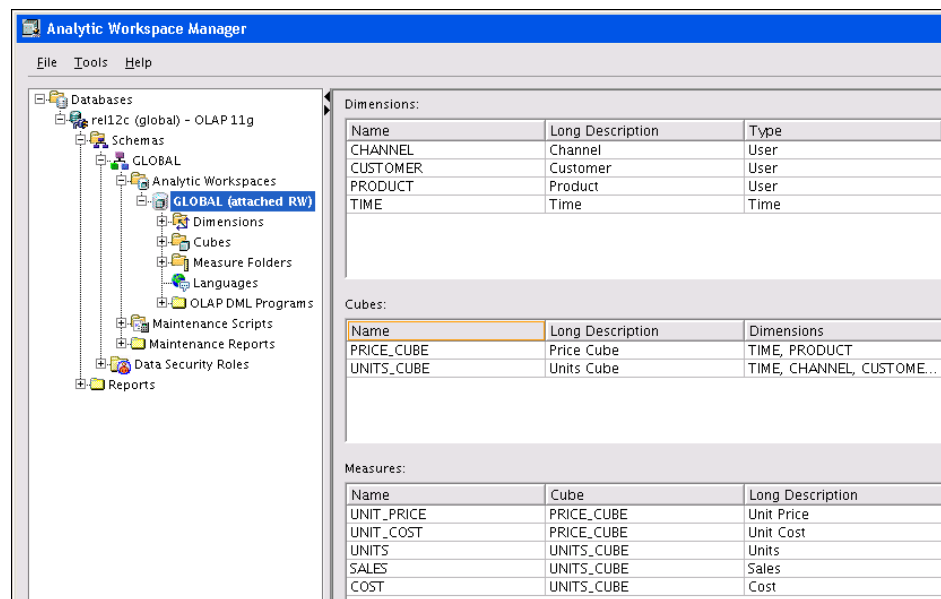 Analytic Workspace Manager
File Tools Help
Databases
rel12c (global) - OLAP 11g
Schemas
GLOBAL
Analytic Workspaces
GLOBAL (attached RW)
Dimensions
Cubes
Measure Folders
Languages
OLAP DML Programs
Maintenance Scripts
Maintenance Reports
Data Security Roles
Reports
Dimensions:
Name Long Description Type
CHANNEL Channel User
CUSTOMER Customer User
PRODUCT Product User
TIME Time Time
Cubes:
Name Long Description Dimensions
PRICE_CUBE Price Cube TIME, PRODUCT
UNITS_CUBE Units Cube TIME, CHANNEL, CUSTOME...
Measures:
Name Cube Long Description
UNIT_PRICE PRICE_CUBE Unit Price
UNIT_COST PRICE_CUBE Unit Cost
UNITS UNITS_CUBE Units
SALES UNITS_CUBE Sales
COST UNITS_CUBE Cost